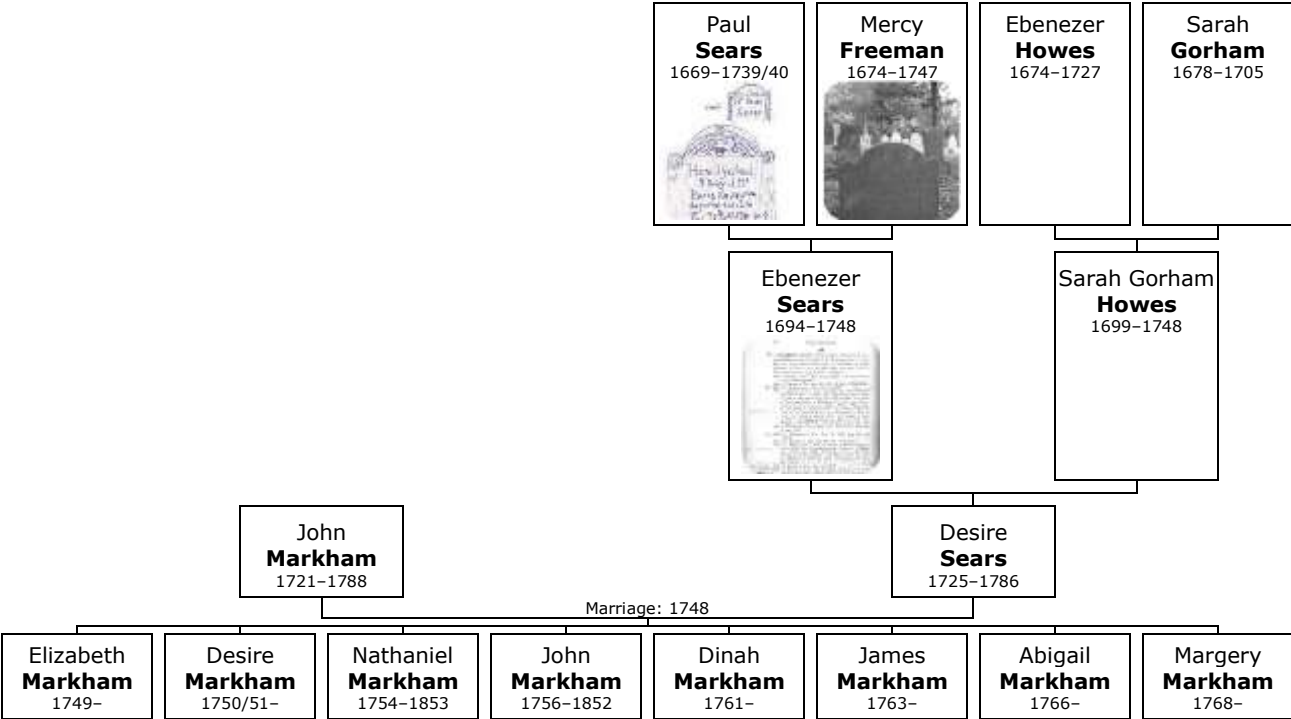 Paul
Sears
1669–1739/40
Mercy
Freeman
1674–1747
Ebenezer
Howes
1674–1727
Sarah
Gorham
1678–1705
Ebenezer
Sears
1694–1748
Sarah Gorham
Howes
1699–1748
John
Markham
1721–1788
Desire
Sears
1725–1786
Marriage: 1748
Elizabeth
Markham
1749–
Desire
Markham
1750/51–
Nathaniel
Markham
1754–1853
John
Markham
1756–1852
Dinah
Markham
1761–
James
Markham
1763–
Abigail
Markham
1766–
Margery
Markham
1768–